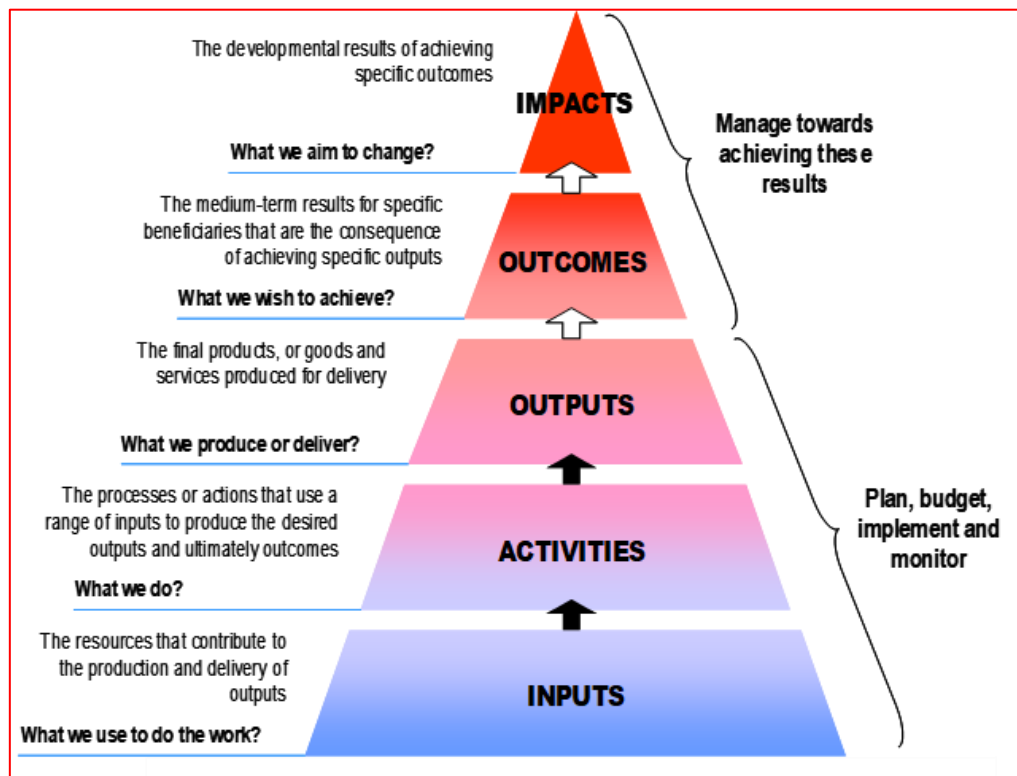 The developmental results of achieving
specific outcomes
IMPACTS
What we aim to change?
Manage towards
achieving these
results
The medium-term results for specific
beneficiaries that are the consequence
of achieving specific outputs
OUTCOMES
What we wish to achieve?
The final products, or goods and
services produced for delivery
OUTPUTS
What we produce or deliver?
The processes or actions that use a
range of inputs to produce the desired
outputs and ultimately outcomes
ACTIVITIES
What we do?
Plan, budget,
implement and
monitor
The resources that contribute to
the production and delivery of
outputs
INPUTS
What we use to do the work?